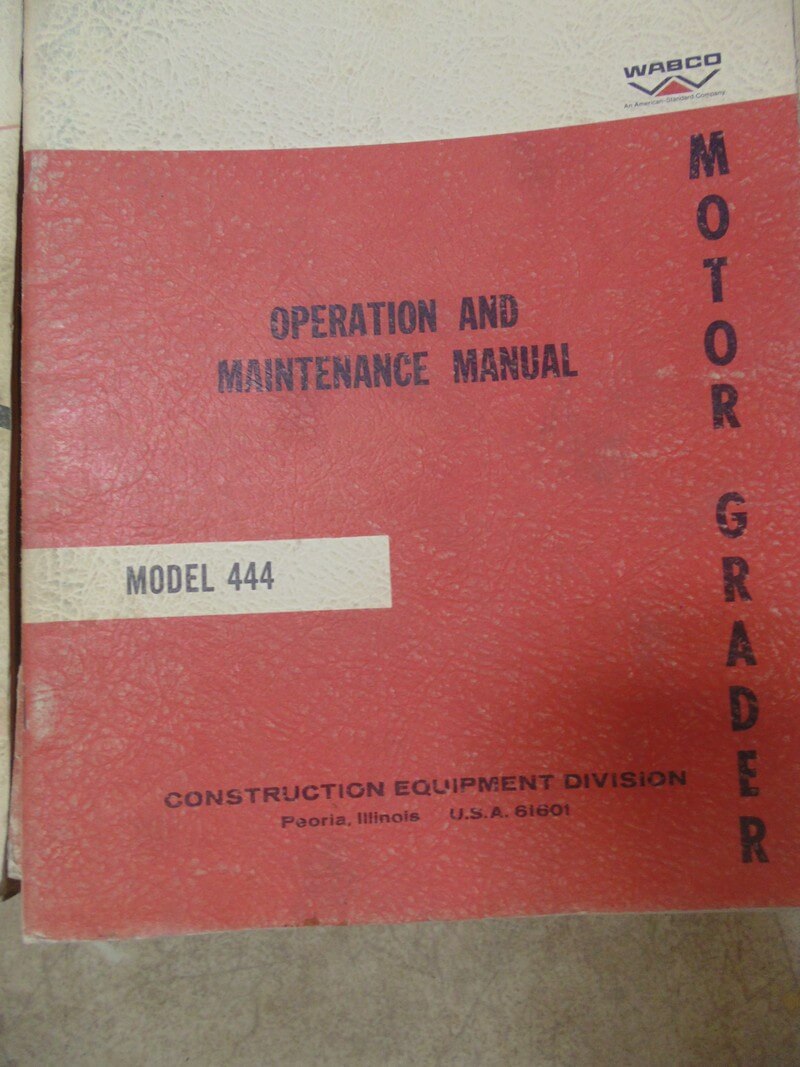 WABCO
An American-Standard Company
MOTOR GRADER
OPERATION AND
MAINTENANCE MANUAL
MODEL 444
CONSTRUCTION EQUIPMENT DIVISION
Peoria, Illinois U.S.A. 61601